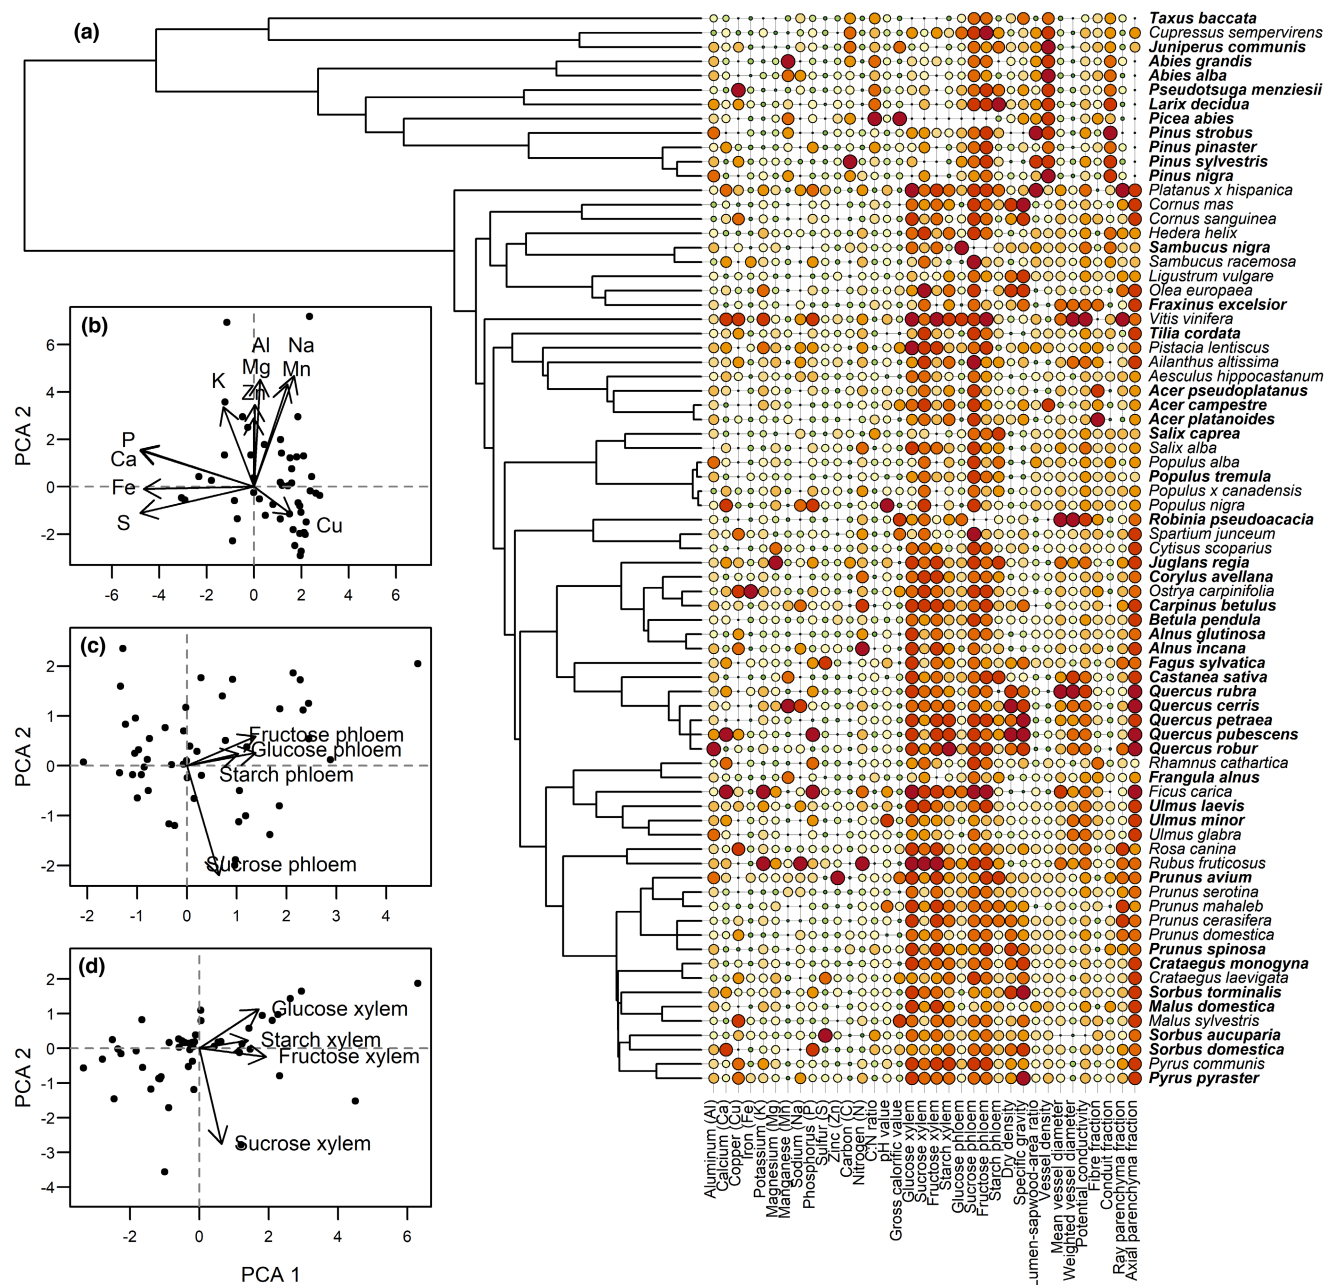 (a)
Taxus baccata
Cupressus sempervirens
Juniperus communis
Abies grandis
Abies alba
Pseudotsuga menziesii
Larix decidua
Picea abies
Pinus strobus
Pinus pinaster
Pinus sylvestris
Pinus nigra
Platanus x hispanica
Cornus mas
Cornus sanguinea
Hedera helix
Sambucus nigra
Sambucus racemosa
Ligustrum vulgare
Olea europaea
Fraxinus excelsior
Vitis vinifera
Tilia cordata
Pistacia lentiscus
Ailanthus altissima
Aesculus hippocastanum
Acer pseudoplatanus
Acer campestre
Acer platanoides
Salix caprea
Salix alba
Populus alba
Populus tremula
Populus x canadensis
Populus nigra
Robinia pseudoacacia
Spartium junceum
Cytisus scoparius
Juglans regia
Corylus avellana
Ostrya carpinifolia
Carpinus betulus
Betula pendula
Alnus glutinosa
Alnus incana
Fagus sylvatica
Castanea sativa
Quercus rubra
Quercus cerris
Quercus petraea
Quercus pubescens
Quercus robur
Rhamnus cathartica
Frangula alnus
Ficus carica
Ulmus laevis
Ulmus minor
Ulmus glabra
Rosa canina
Rubus fruticosus
Prunus avium
Prunus serotina
Prunus mahaleb
Prunus cerasifera
Prunus domestica
Prunus spinosa
Crataegus monogyna
Crataegus laevigata
Sorbus torminalis
Malus domestica
Malus sylvestris
Sorbus aucuparia
Sorbus domestica
Pyrus communis
Pyrus pyraster
Aluminum (Al)
Calcium (Ca)
Copper (Cu)
Iron (Fe)
Potassium (K)
Magnesium (Mg)
Manganese (Mn)
Sodium (Na)
Phosphorus (P)
Sulfur (S)
Zinc (Zn)
Carbon (C)
Nitrogen (N)
C:N ratio
pH value
Gross calorific value
Glucose xylem
Sucrose xylem
Fructose xylem
Starch xylem
Glucose phloem
Sucrose phloem
Fructose phloem
Starch phloem
Dry density
Specific gravity
Lumen-sapwood-area ratio
Vessel density
Mean vessel diameter
Weighted vessel diameter
Potential conductivity
Fibre fraction
Conduit fraction
Ray parenchyma fraction
Axial parenchyma fraction
(b)
PCA 2
6
4
2
0
-2
-6
-4
-2
0
2
4
6
Al
Na
Mg
Mn
K
Zn
P
Ca
Fe
S
Cu
(c)
PCA 2
2
1
0
-1
-2
-2
-1
0
1
2
3
4
Fructose phloem
Glucose phloem
Starch phloem
Sucrose phloem
(d)
PCA 2
2
1
0
-1
-2
-3
-4
-2
0
2
4
6
Glucose xylem
Starch xylem
Fructose xylem
Sucrose xylem
PCA 1